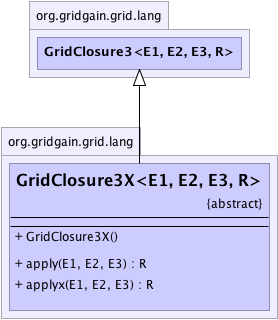 org.gridgain.grid.lang
GridClosure3<E1, E2, E3, R>
org.gridgain.grid.lang
GridClosure3X<E1, E2, E3, R>
{abstract}
+ GridClosure3X()
+ apply(E1, E2, E3) : R
+ applyx(E1, E2, E3) : R